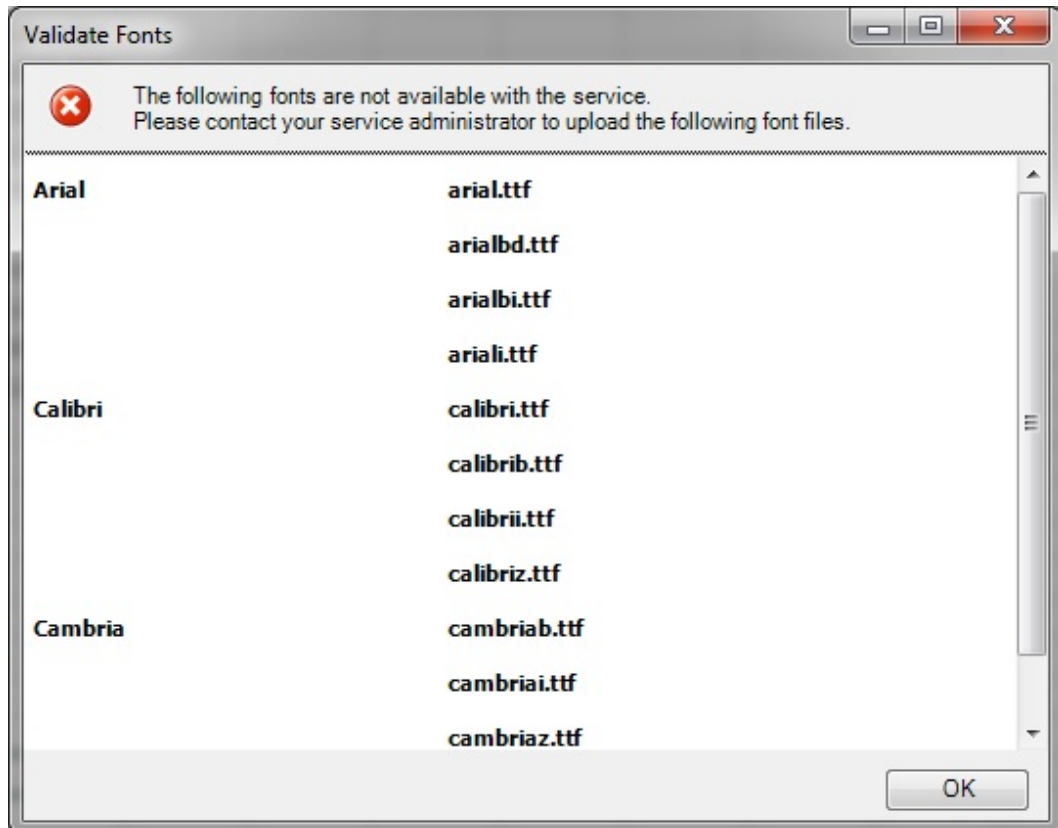 Validate Fonts
The following fonts are not available with the service.
Please contact your service administrator to upload the following font files.
Arial arial.ttf
arialbd.ttf
arialbi.ttf
ariali.ttf
Calibri calibri.ttf
calibrib.ttf
calibrii.ttf
calibriz.ttf
Cambria cambriab.ttf
cambriai.ttf
cambriaz.ttf
OK